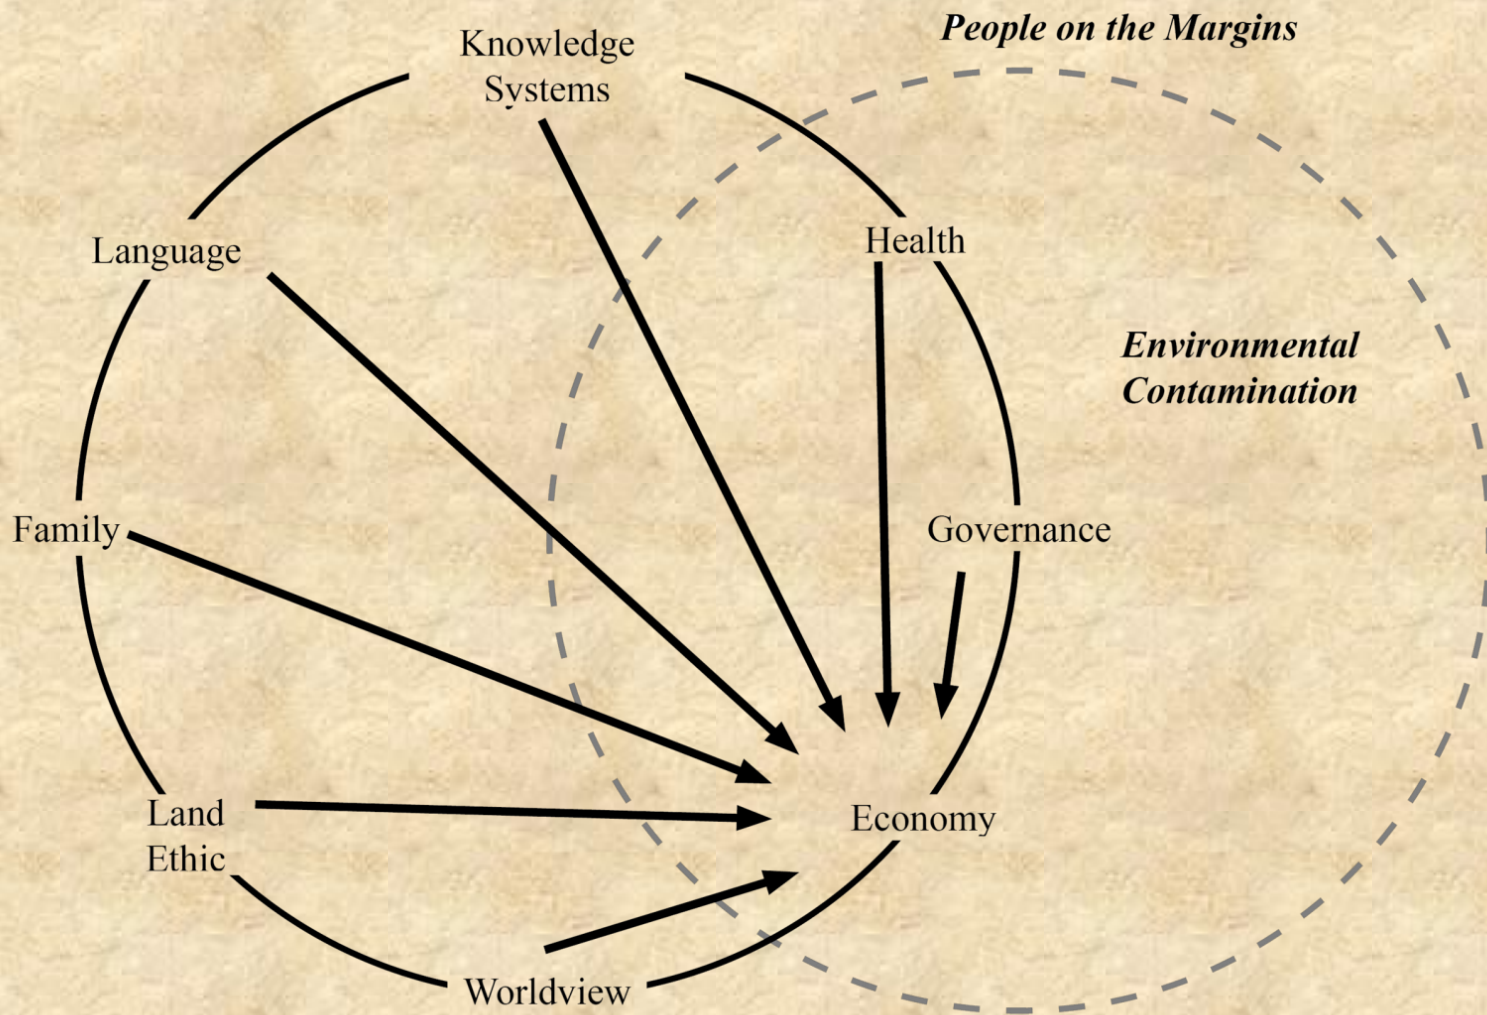 People on the Margins
Knowledge
Systems
Language
Health
Environmental
Contamination
Family
Governance
Land
Ethic
Economy
Worldview